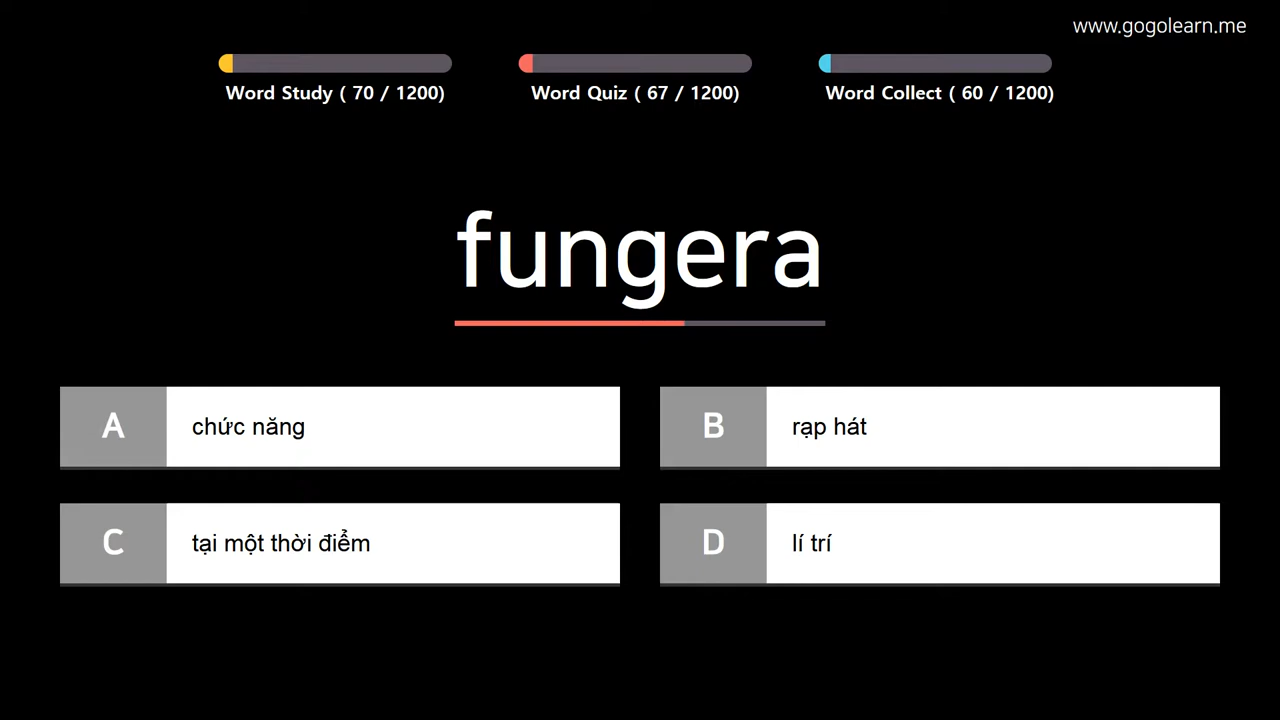 www.gogolearn.me
Word Study ( 70 / 1200)
Word Quiz ( 67 / 1200)
Word Collect ( 60 / 1200)
fungera
A chức năng
B rạp hát
C tại một thời điểm
D lí trí